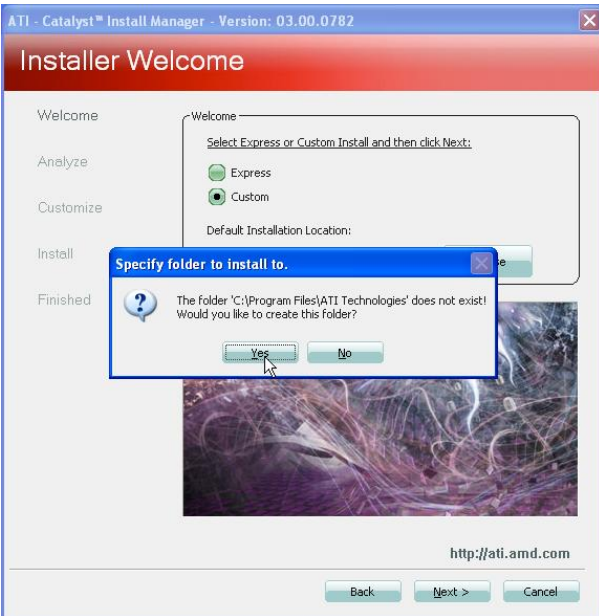 ATI - Catalyst™ Install Manager - Version: 03.00.0782
Installer Welcome
Welcome
Analyze
Customize
Install
Finished
Welcome
Select Express or Custom Install and then click Next:
Express
Custom
Default Installation Location:
Specify folder to install to.
The folder 'C:\Program Files\ATI Technologies' does not exist!
Would you like to create this folder?
Yes
No
http://ati.amd.com
Back
Next >
Cancel